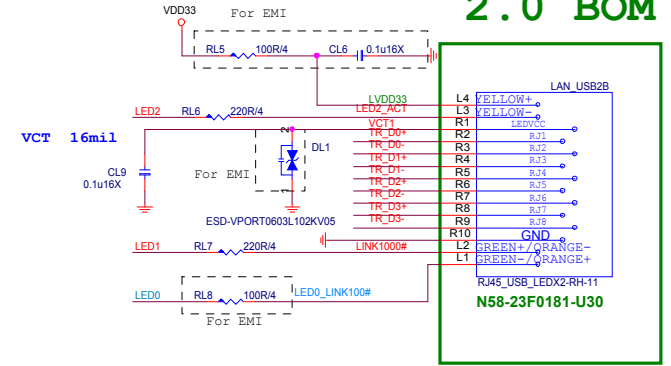 2.0 BOM
VDD33
For EMI
RL5 100R/4 CL6 0.1u16X
LAN_USB2B
LVDD33 L4 YELLOW+
LED2 RL6 220R/4 LED2_ACT L3 YELLOW-
VCT1 R1 LEDVCC
TR_D0+ R2 RJ1
VCT 16mil
2
DL1
TR_D0- R3 RJ2
TR_D1+ R4 RJ3
CL9
0.1u16X
For EMI
TR_D1- R5 RJ4
TR_D2+ R6 RJ5
1
TR_D2- R7 RJ6
TR_D3+ R8 RJ7
ESD-VPORT0603L102KV05
TR_D3- R9 RJ8
R10 GND
LED1 RL7 220R/4 LINK1000# L2 GREEN+/ORANGE-
L1 GREEN-/ORANGE+
RJ45_USB_LEDX2-RH-11
LED0 RL8 100R/4 LED0_LINK100#
N58-23F0181-U30
For EMI